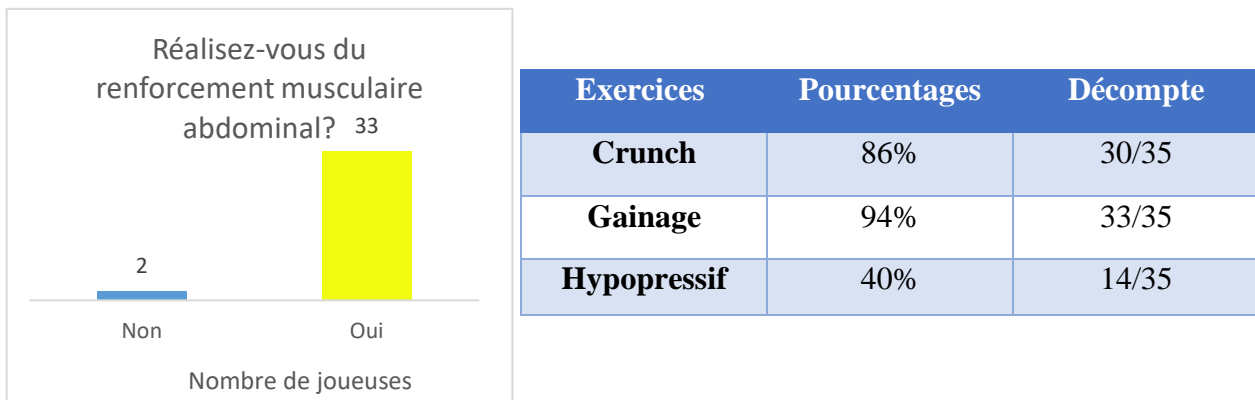 Réalisez-vous du
renforcement musculaire
abdominal?
33
2
Non Oui
Nombre de joueuses
Exercices Pourcentages Décompte
Crunch 86% 30/35
Gainage 94% 33/35
Hypopressif 40% 14/35